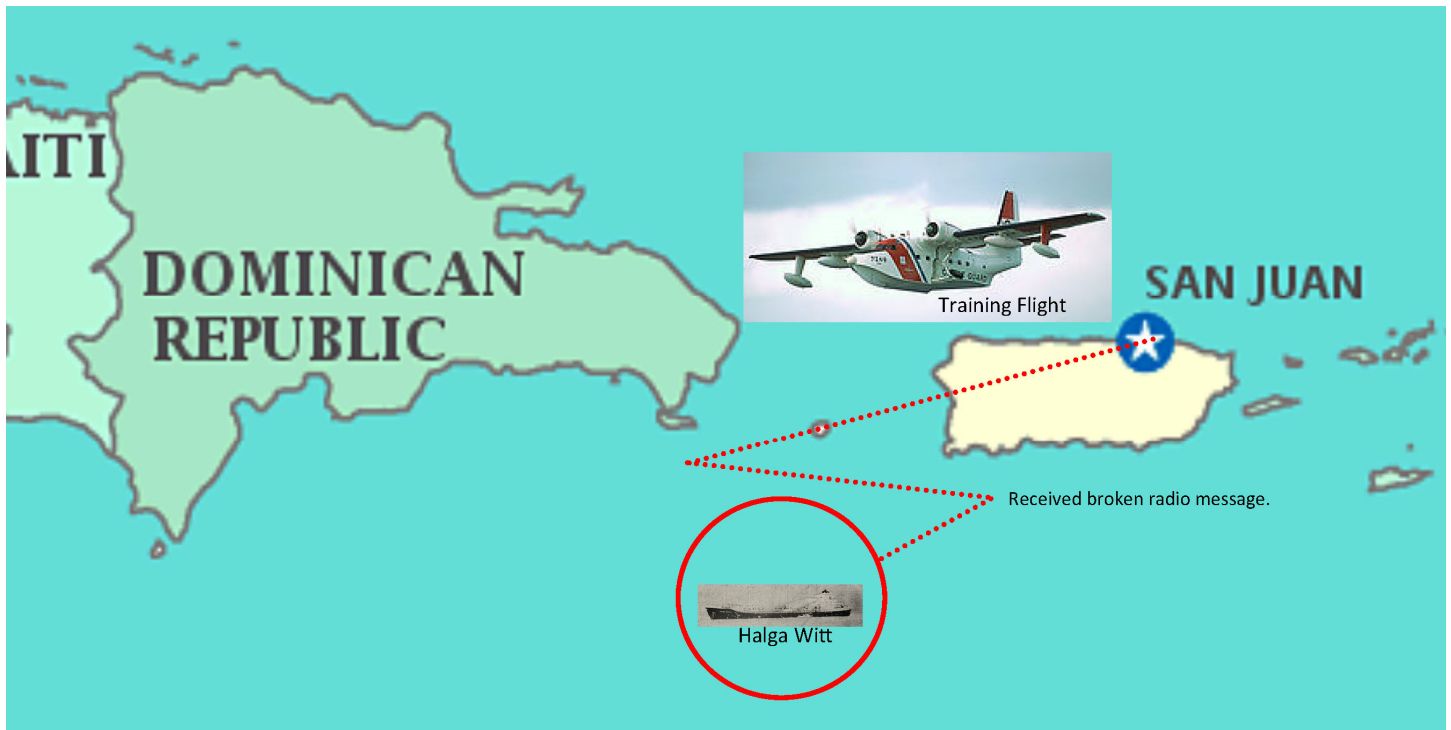 AITI
DOMINICAN
REPUBLIC
SAN JUAN
Training Flight
Received broken radio message.
Halga Witt